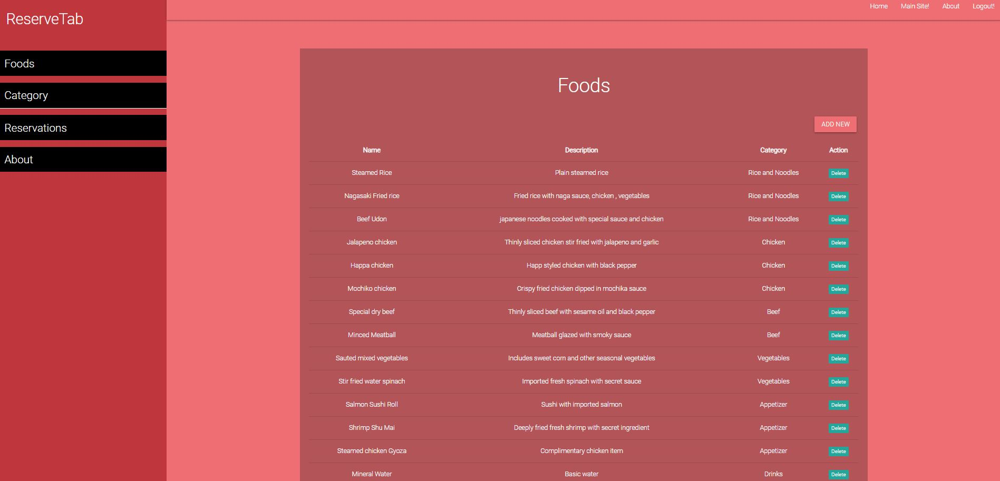 ReserveTab
Home Main Site! About Logout!
Foods
Category
Reservations
About
Foods
ADD NEW
Name Description Category Action
Steamed Rice Plain steamed rice Rice and Noodles Delete
Nagasaki Fried rice Fried rice with naga sauce, chicken , vegetables Rice and Noodles Delete
Beef Udon japanese noodles cooked with special sauce and chicken Rice and Noodles Delete
Jalapeno chicken Thinly sliced chicken stir fried with jalapeno and garlic Chicken Delete
Happa chicken Happ styled chicken with black pepper Chicken Delete
Mochiko chicken Crispy fried chicken dipped in mochika sauce Chicken Delete
Special dry beef Thinly sliced beef with sesame oil and black pepper Beef Delete
Minced Meatball Meatball glazed with smoky sauce Beef Delete
Sauted mixed vegetables Includes sweet corn and other seasonal vegetables Vegetables Delete
Stir fried water spinach Imported fresh spinach with secret sauce Vegetables Delete
Salmon Sushi Roll Sushi with imported salmon Appetizer Delete
Shrimp Shu Mai Deeply fried fresh shrimp with secret ingredient Appetizer Delete
Steamed chicken Gyoza Complimentary chicken item Appetizer Delete
Mineral Water Basic water Drinks Delete